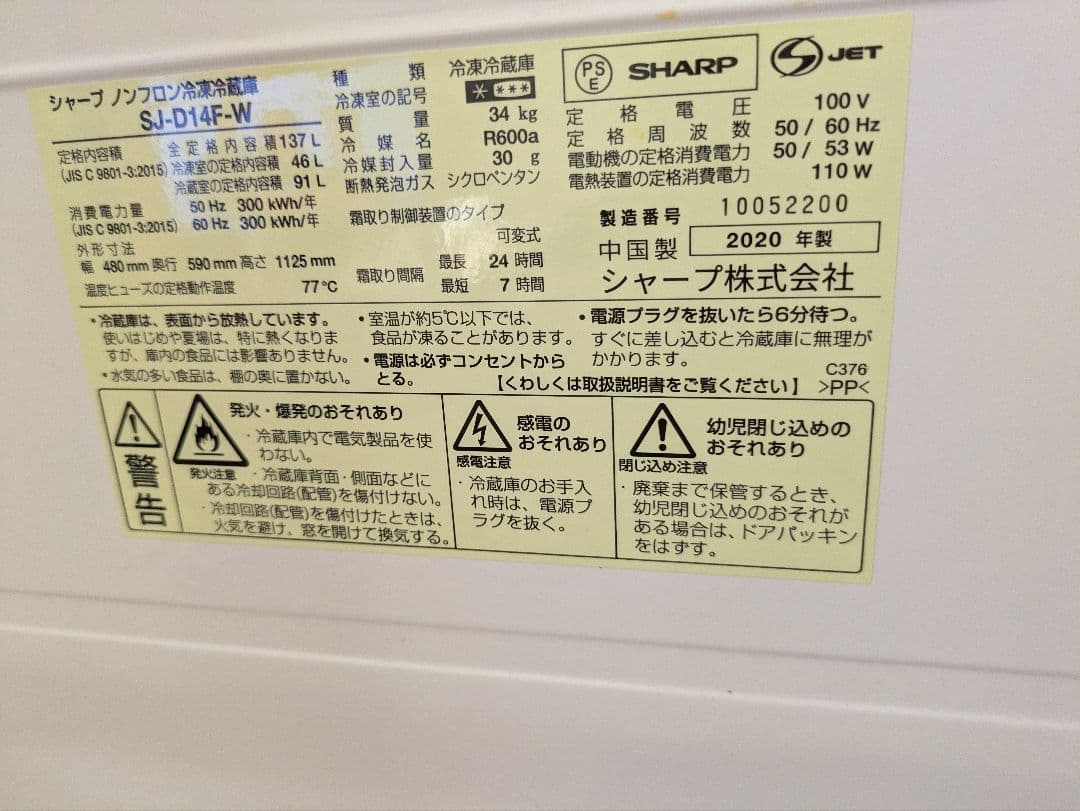 シャープ ノンフロン冷凍冷蔵庫
SJ-D14F-W
定格内容積
(JIS C 9801-3:2015)
全定格内容積 137 L
冷凍室の定格内容積 46 L
冷蔵室の定格内容積 91 L
消費電力量
(JIS C 9801-3:2015)
50 Hz 300 kWh/年
60 Hz 300 kWh/年
外形寸法
幅 480 mm 奥行 590 mm 高さ 1125 mm
温度ヒューズの定格動作温度 77℃
種類 冷凍冷蔵庫
冷凍室の記号 * ***
質量 34 kg
冷媒名 R600a
冷媒封入量 30 g
断熱発泡ガス シクロペンタン
霜取り制御装置のタイプ
可変式
霜取り間隔
最長 24 時間
最短 7 時間
PS
E
SHARP
S JET
定格電圧 100 V
定格周波数 50 / 60 Hz
電動機の定格消費電力 50 / 53 W
電熱装置の定格消費電力 110 W
製造番号 10052200
中国製 2020 年製
シャープ株式会社
・冷蔵庫は、表面から放熱しています。
使いはじめや夏場は、特に熱くなりま
すが、庫内の食品には影響ありません。
・水気の多い食品は、棚の奥に置かない。
・室温が約5℃以下では、
食品が凍ることがあります。
・電源は必ずコンセントから
とる。
・電源プラグを抜いたら6分待つ。
すぐに差し込むと冷蔵庫に無理が
かかります。
【くわしくは取扱説明書をご覧ください】
C376
>PP<
警告
発火・爆発のおそれあり
発火注意
・冷蔵庫内で電気製品を使
わない。
・冷蔵庫背面・側面などに
ある冷却回路(配管)を傷付けない。
・冷却回路(配管)を傷付けたときは、
火気を避け、窓を開けて換気する。
感電の
おそれあり
感電注意
・冷蔵庫のお手入
れ時は、電源プ
ラグを抜く。
幼児閉じ込めの
おそれあり
閉じ込め注意
・廃棄まで保管するとき、
幼児閉じ込めのおそれが
ある場合は、ドアパッキン
をはずす。